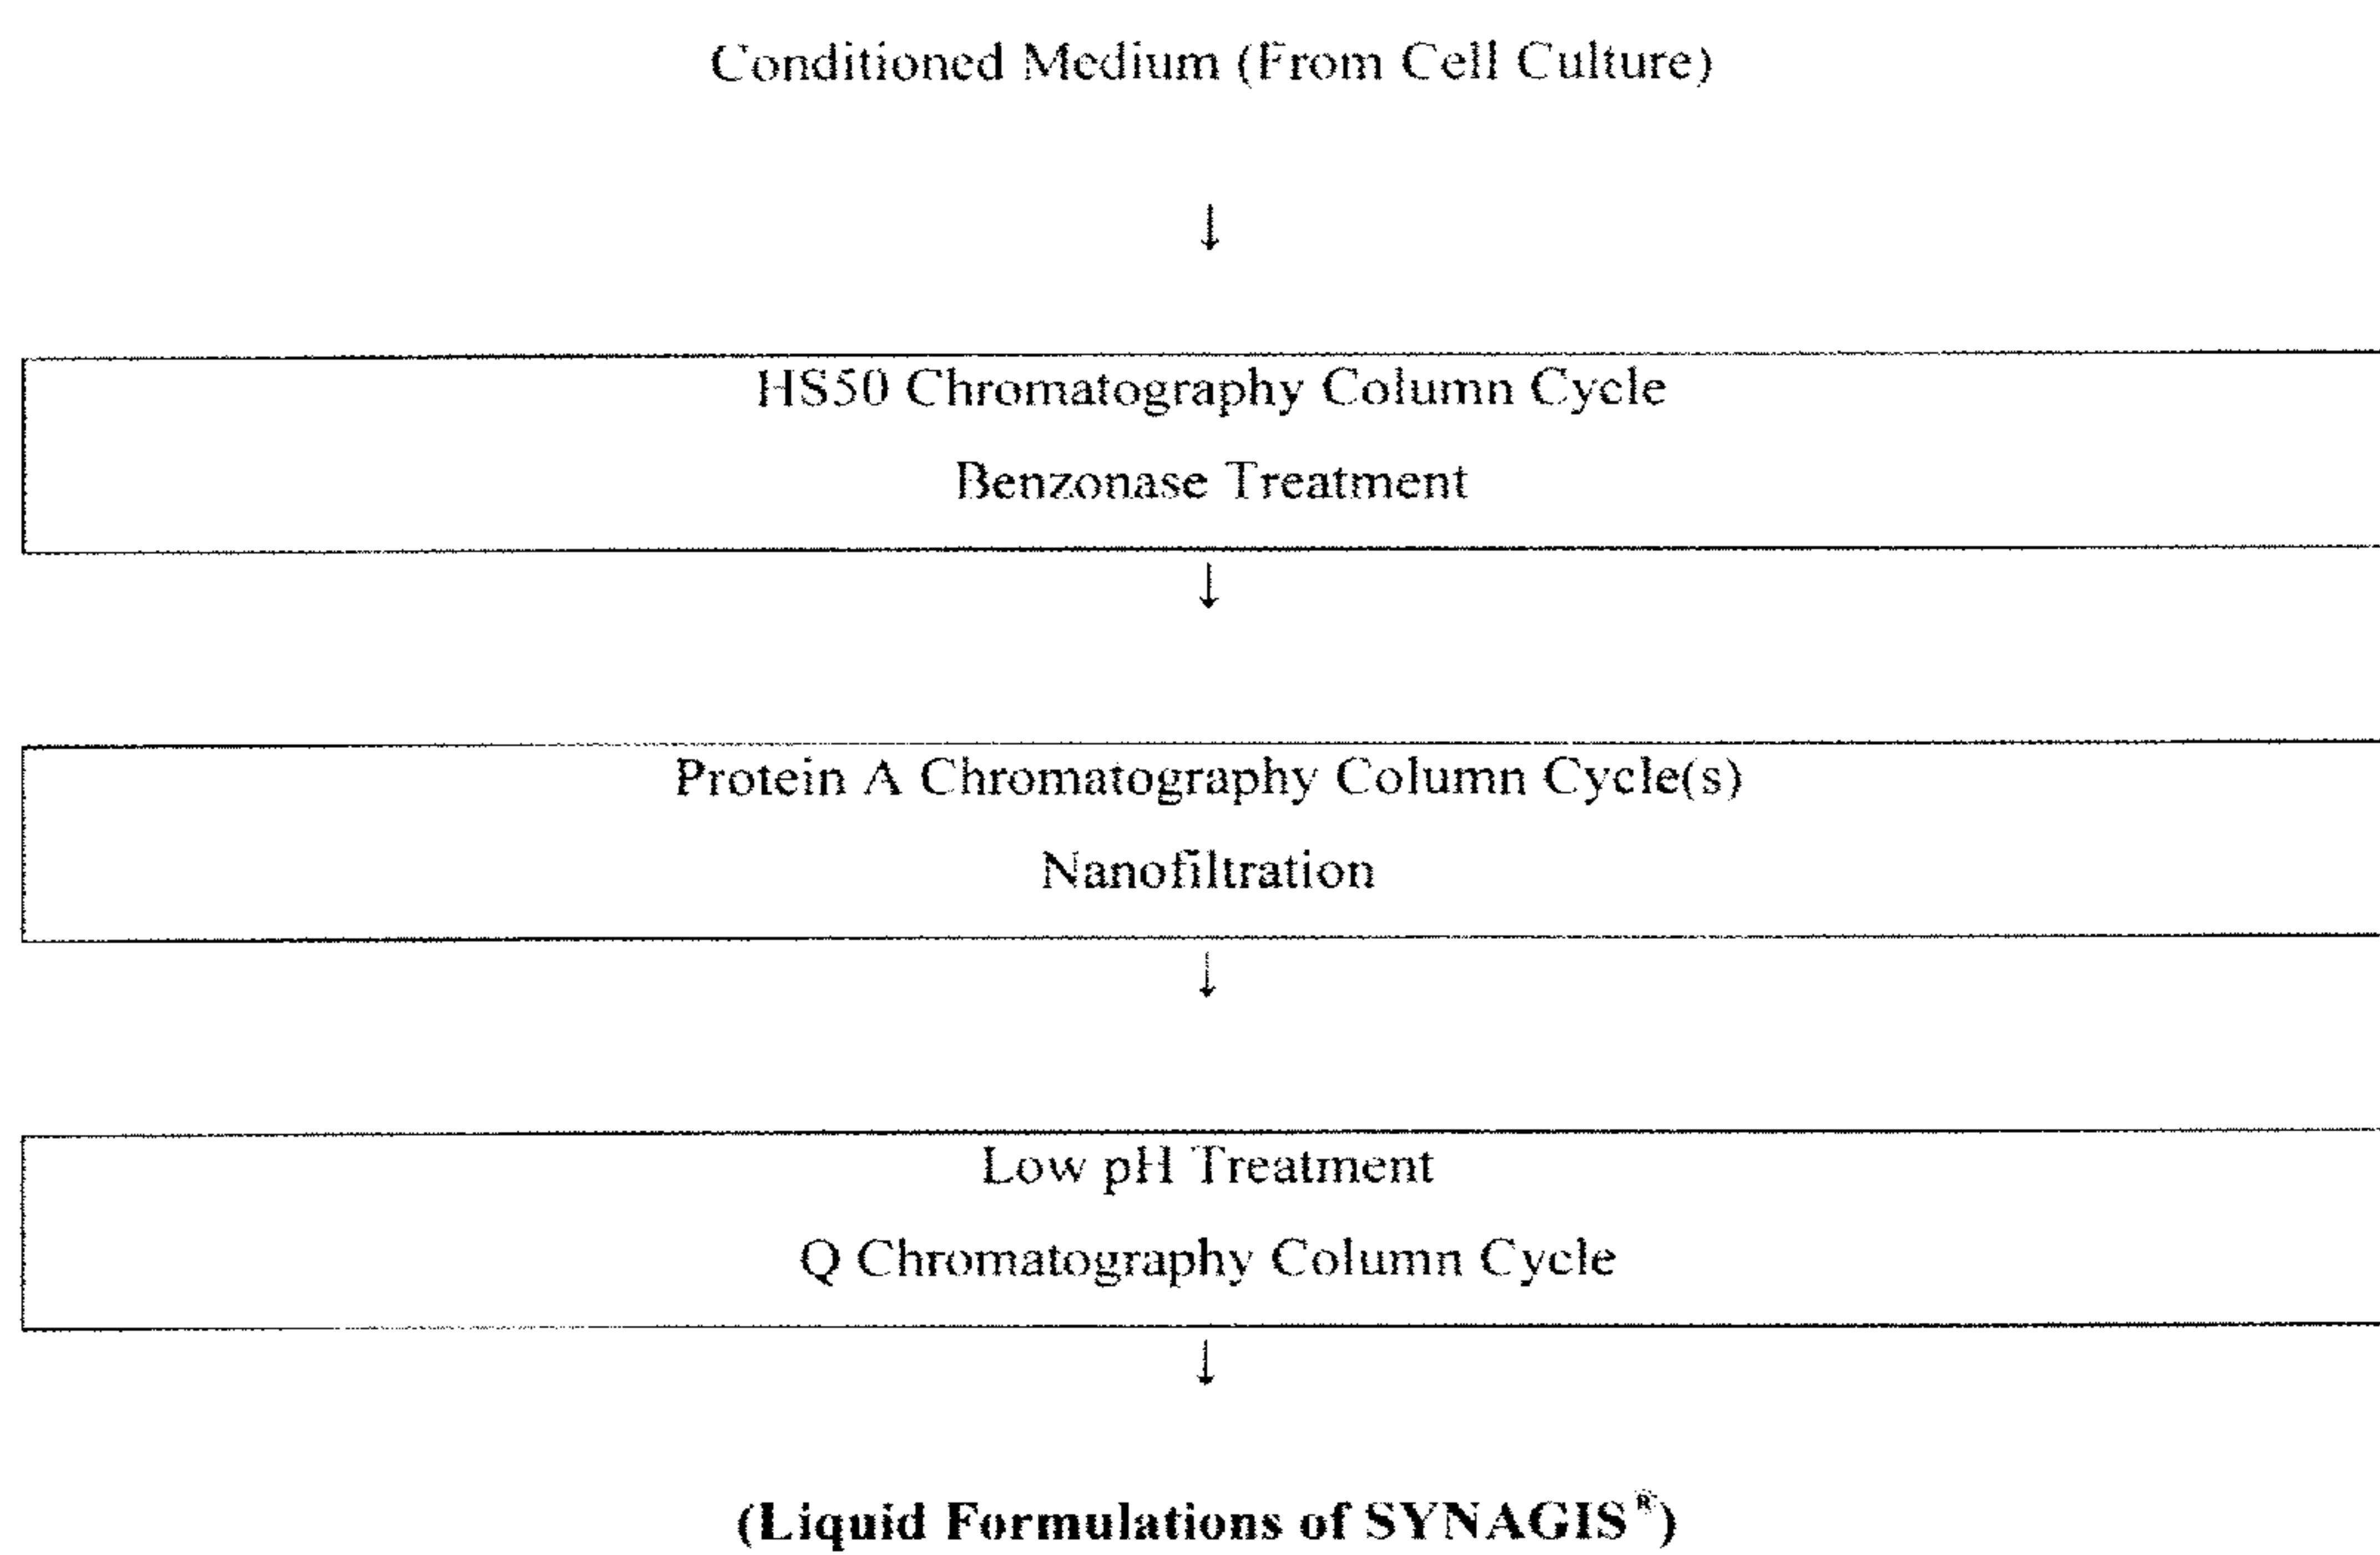 Conditioned Medium (From Cell Culture)
↓
HS50 Chromatography Column Cycle
Benzonase Treatment
↓
Protein A Chromatography Column Cycle(s)
Nanofiltration
↓
Low pH Treatment
Q Chromatography Column Cycle
↓
(Liquid Formulations of SYNAGIS®)